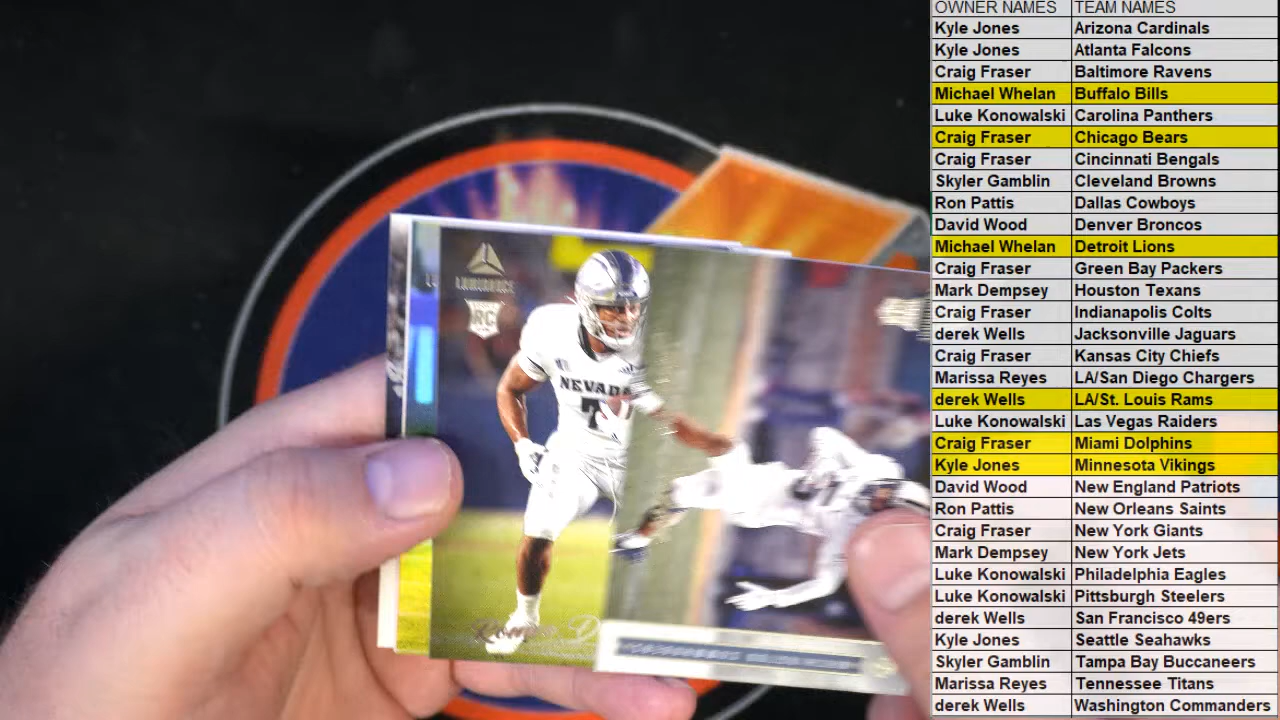 OWNER NAMES TEAM NAMES
Kyle Jones Arizona Cardinals
Kyle Jones Atlanta Falcons
Craig Fraser Baltimore Ravens
Michael Whelan Buffalo Bills
Luke Konowalski Carolina Panthers
Craig Fraser Chicago Bears
Craig Fraser Cincinnati Bengals
Skyler Gamblin Cleveland Browns
Ron Pattis Dallas Cowboys
David Wood Denver Broncos
Michael Whelan Detroit Lions
Craig Fraser Green Bay Packers
Mark Dempsey Houston Texans
Craig Fraser Indianapolis Colts
derek Wells Jacksonville Jaguars
Craig Fraser Kansas City Chiefs
Marissa Reyes LA/San Diego Chargers
derek Wells LA/St. Louis Rams
Luke Konowalski Las Vegas Raiders
Craig Fraser Miami Dolphins
Kyle Jones Minnesota Vikings
David Wood New England Patriots
Ron Pattis New Orleans Saints
Craig Fraser New York Giants
Mark Dempsey New York Jets
Luke Konowalski Philadelphia Eagles
Luke Konowalski Pittsburgh Steelers
derek Wells San Francisco 49ers
Kyle Jones Seattle Seahawks
Skyler Gamblin Tampa Bay Buccaneers
Marissa Reyes Tennessee Titans
derek Wells Washington Commanders
LUMINANCE
RC
NEVADA
7